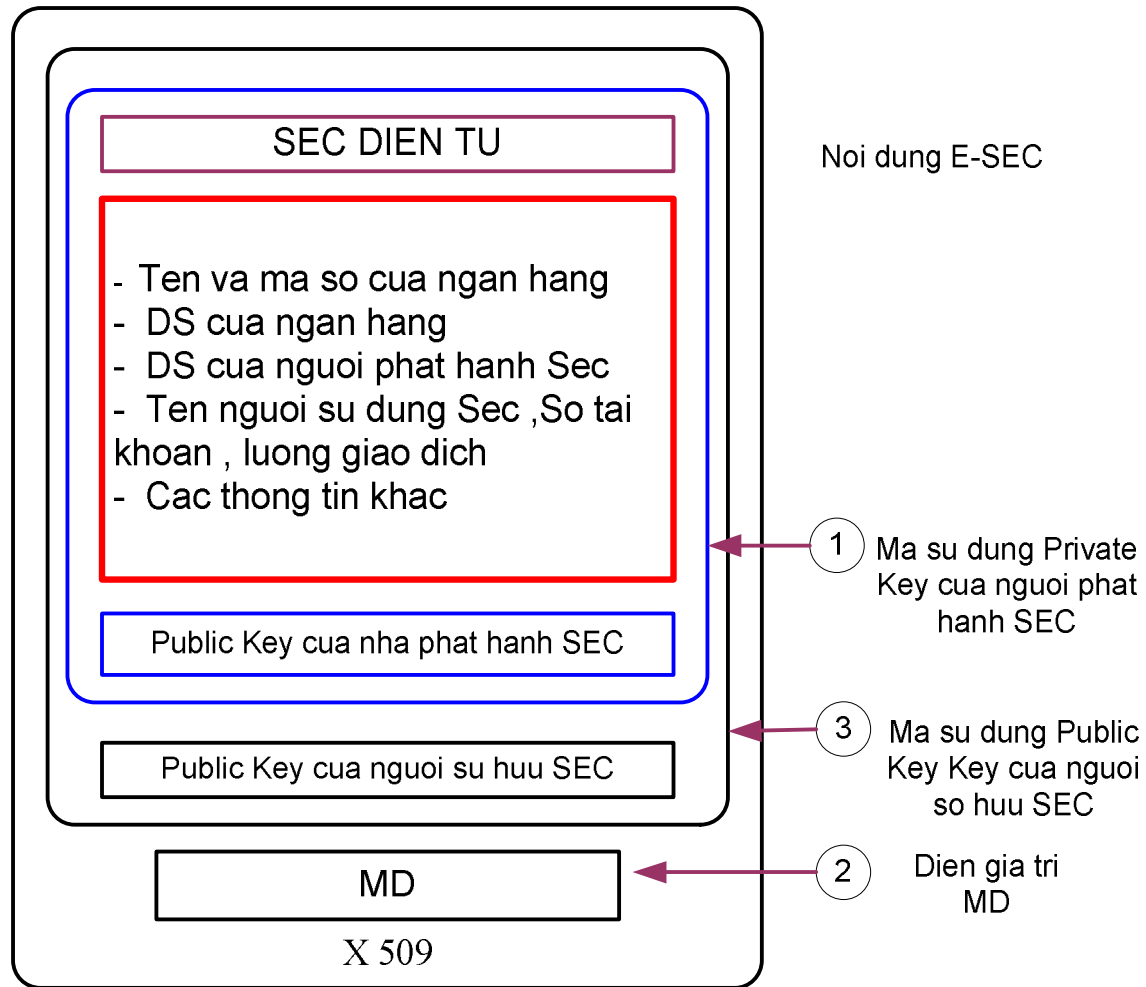 SEC DIEN TU
Noi dung E-SEC
- Ten va ma so cua ngan hang
- DS cua ngan hang
- DS cua nguoi phat hanh Sec
- Ten nguoi su dung Sec ,So tai
khoan , luong giao dich
- Cac thong tin khac
1
Ma su dung Private
Key cua nguoi phat
hanh SEC
Public Key cua nha phat hanh SEC
3
Ma su dung Public
Key Key cua nguoi
so huu SEC
Public Key cua nguoi su huu SEC
2
Dien gia tri
MD
MD
X 509